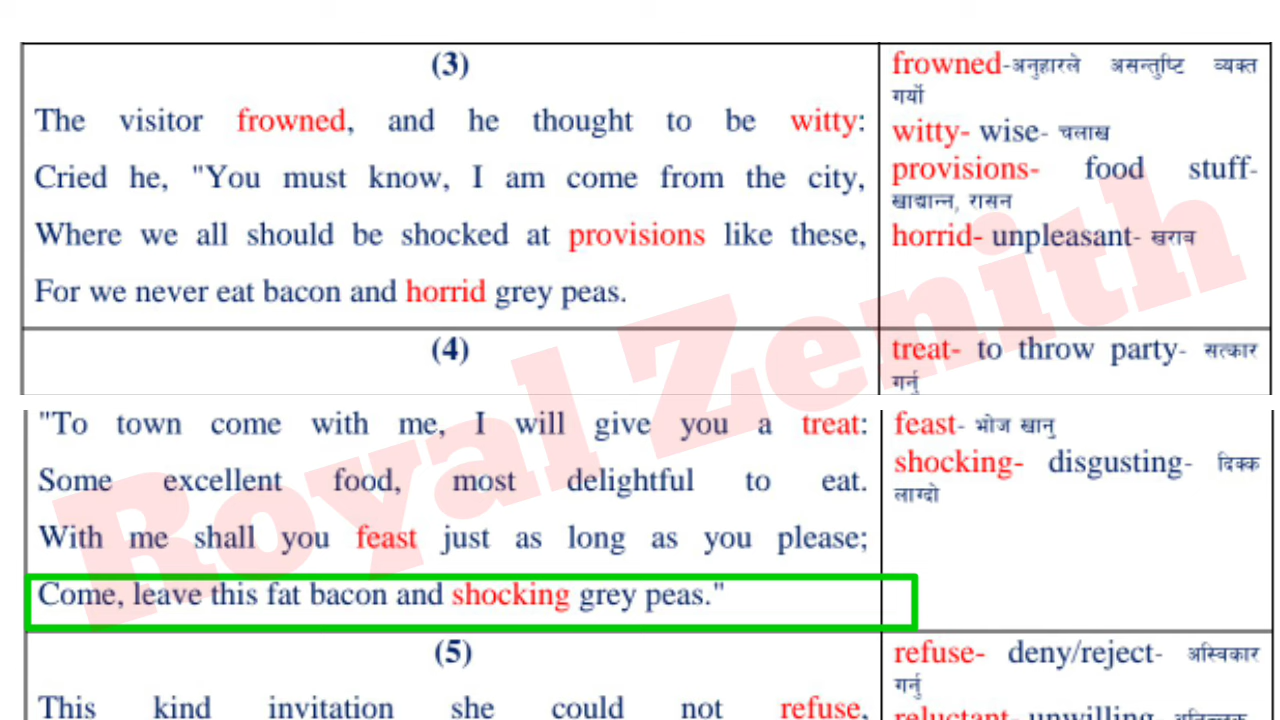 (3)
The visitor frowned, and he thought to be witty:
Cried he, "You must know, I am come from the city,
Where we all should be shocked at provisions like these,
For we never eat bacon and horrid grey peas.
frowned-अनुहारले असन्तुष्टि व्यक्त
गर्यो
witty- wise- चलाख
provisions- food stuff-
खाद्यान्न, रासन
horrid- unpleasant- खराब
(4)
"To town come with me, I will give you a treat:
Some excellent food, most delightful to eat.
With me shall you feast just as long as you please;
Come, leave this fat bacon and shocking grey peas."
treat- to throw party- सत्कार
गर्नु
feast- भोज खानु
shocking- disgusting- दिक्क
लाग्दो
(5)
This kind invitation she could not refuse,
refuse- deny/reject- अस्विकार
गर्नु
reluctant- unwilling- अनिच्छुक
Royal Zenith